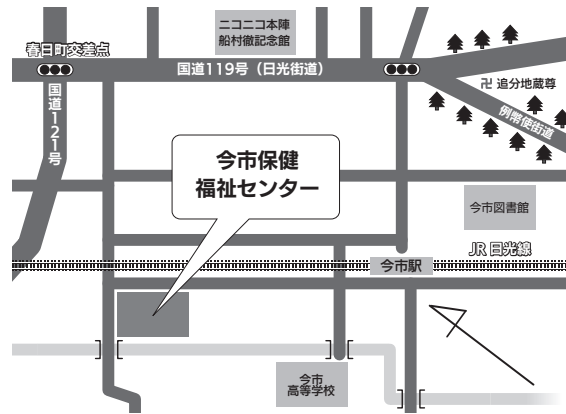 ニコニコ本陣
船村徹記念館
春日町交差点
国道119号（日光街道）
卍 追分地蔵尊
国道121号
例幣使街道
今市保健
福祉センター
今市図書館
JR 日光線
今市駅
今市
高等学校